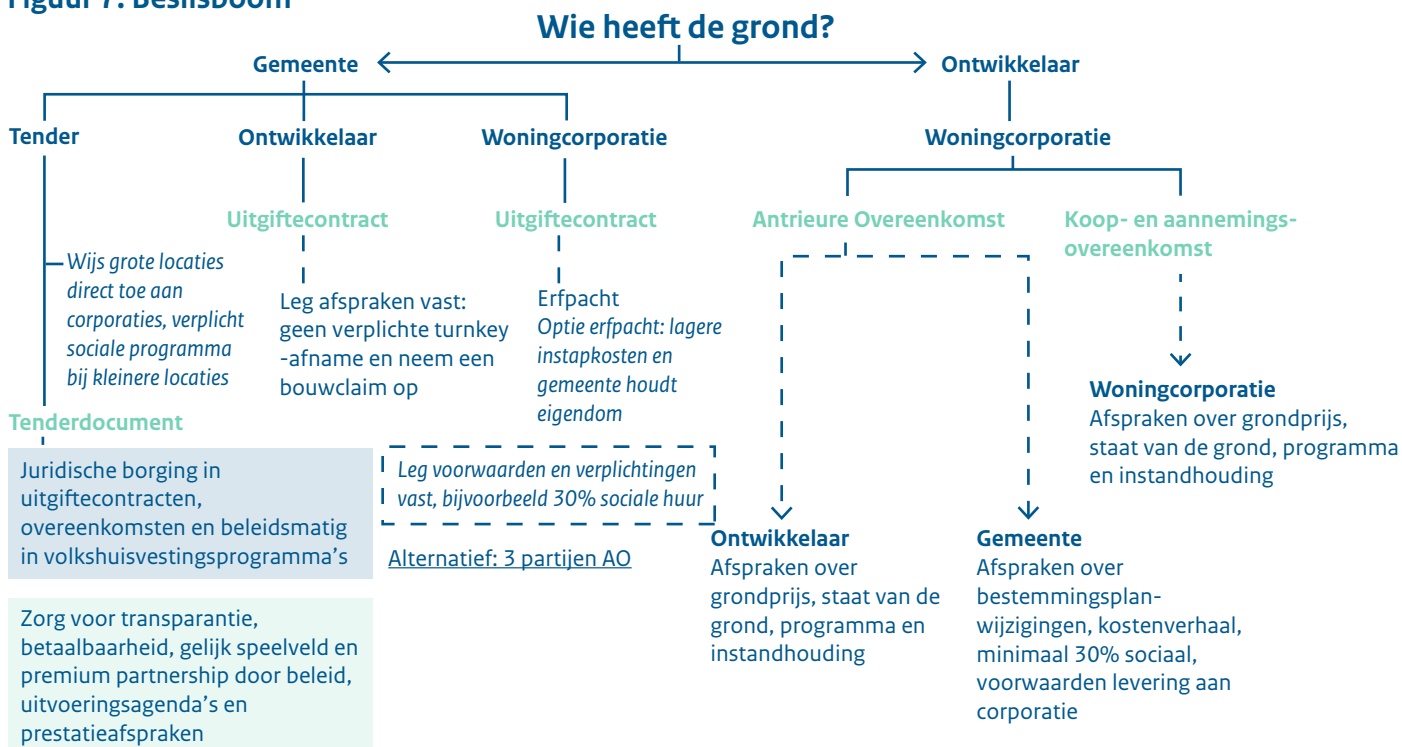 Figuur 7: Beslisboom
Wie heeft de grond?
Gemeente
Ontwikkelaar
Tender
Ontwikkelaar
Woningcorporatie
Woningcorporatie
Uitgiftecontract
Uitgiftecontract
Antrieure Overeenkomst
Koop- en aannemings-
overeenkomst
Wijs grote locaties
direct toe aan
corporaties, verplicht
sociale programma
bij kleinere locaties
Leg afspraken vast:
geen verplichte turnkey
-afname en neem een
bouwclaim op
Erfpacht
Optie erfpacht: lagere
instapkosten en
gemeente houdt
eigendom
Woningcorporatie
Afspraken over grondprijs,
staat van de grond, programma
en instandhouding
Tenderdocument
Juridische borging in
uitgiftecontracten,
overeenkomsten en beleidsmatig
in volkshuisvestingsprogramma's
Leg voorwaarden en verplichtingen
vast, bijvoorbeeld 30% sociale huur
Alternatief: 3 partijen AO
Ontwikkelaar
Afspraken over
grondprijs, staat van de
grond, programma en
instandhouding
Gemeente
Afspraken over
bestemmingsplan-
wijzigingen, kostenverhaal,
minimaal 30% sociaal,
voorwaarden levering aan
corporatie
Zorg voor transparantie,
betaalbaarheid, gelijk speelveld en
premium partnership door beleid,
uitvoeringsagenda's en
prestatieafspraken